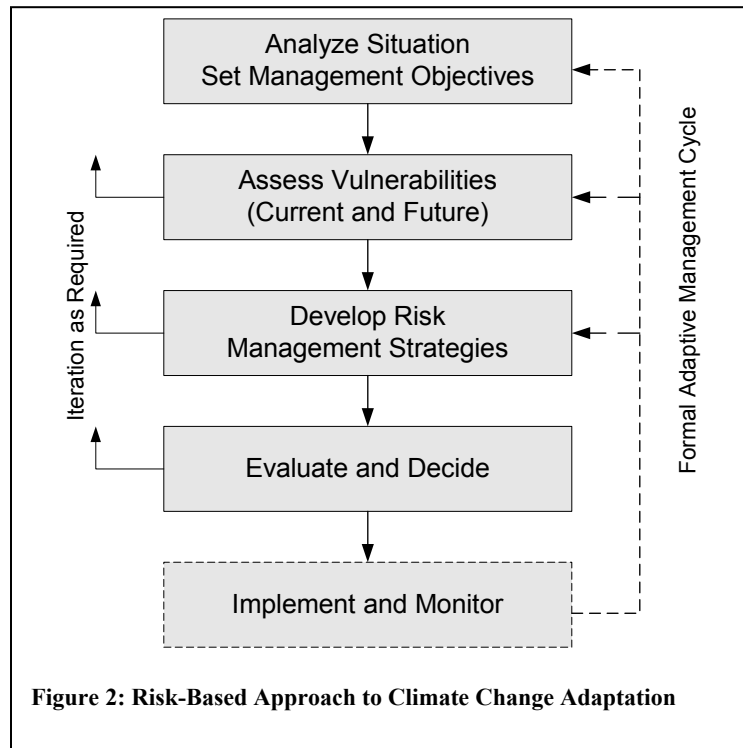 Analyze Situation
Set Management Objectives
Assess Vulnerabilities
(Current and Future)
Develop Risk
Management Strategies
Evaluate and Decide
Implement and Monitor
Iteration as Required
Formal Adaptive Management Cycle
Figure 2: Risk-Based Approach to Climate Change Adaptation